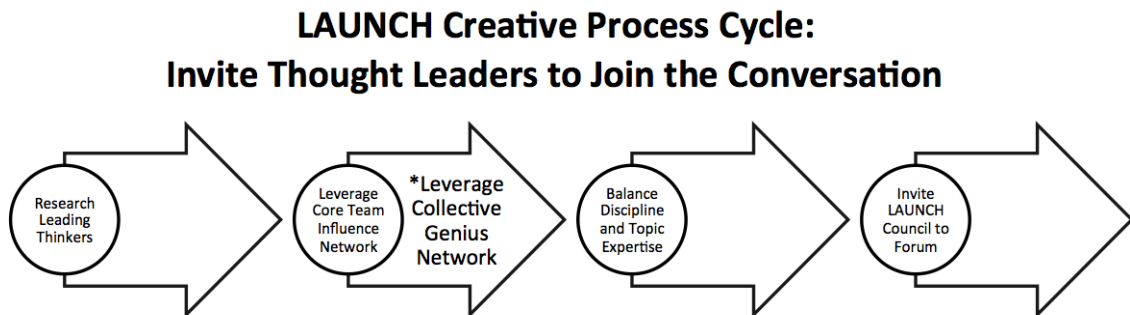 LAUNCH Creative Process Cycle:
Invite Thought Leaders to Join the Conversation
Research
Leading
Thinkers
Leverage
Core Team
Influence
Network
*Leverage
Collective
Genius
Network
Balance
Discipline
and Topic
Expertise
Invite
LAUNCH
Council to
Forum